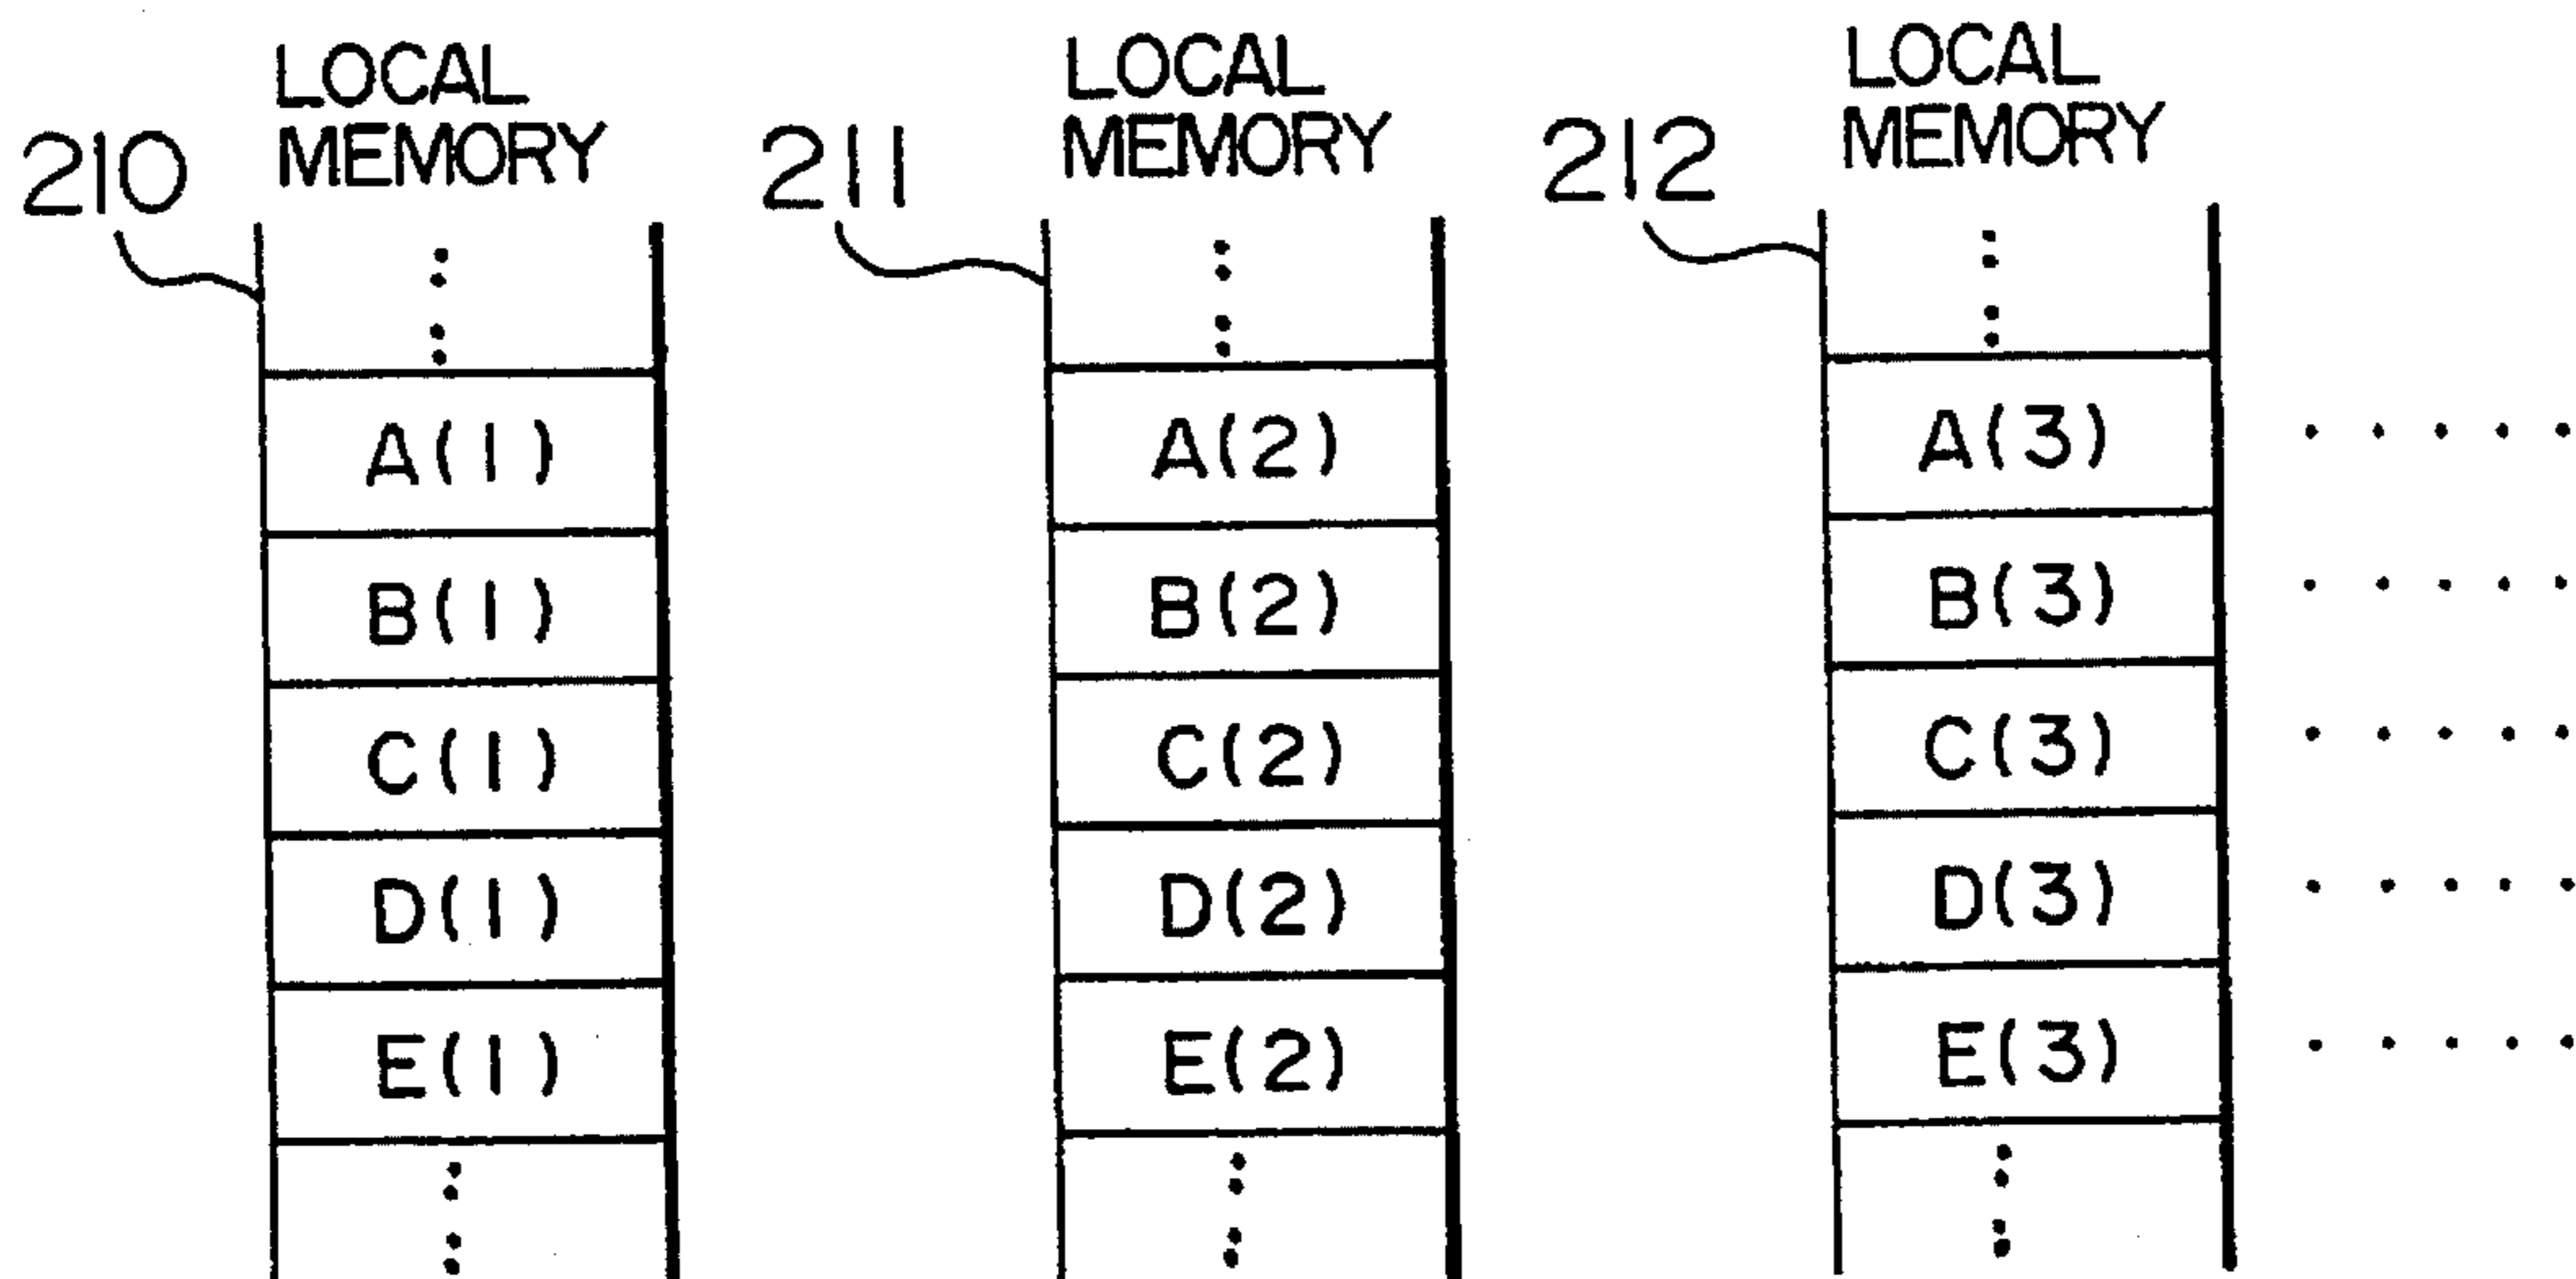 LOCAL
MEMORY
210
A(1)
B(1)
C(1)
D(1)
E(1)
LOCAL
MEMORY
211
A(2)
B(2)
C(2)
D(2)
E(2)
LOCAL
MEMORY
212
A(3)
B(3)
C(3)
D(3)
E(3)